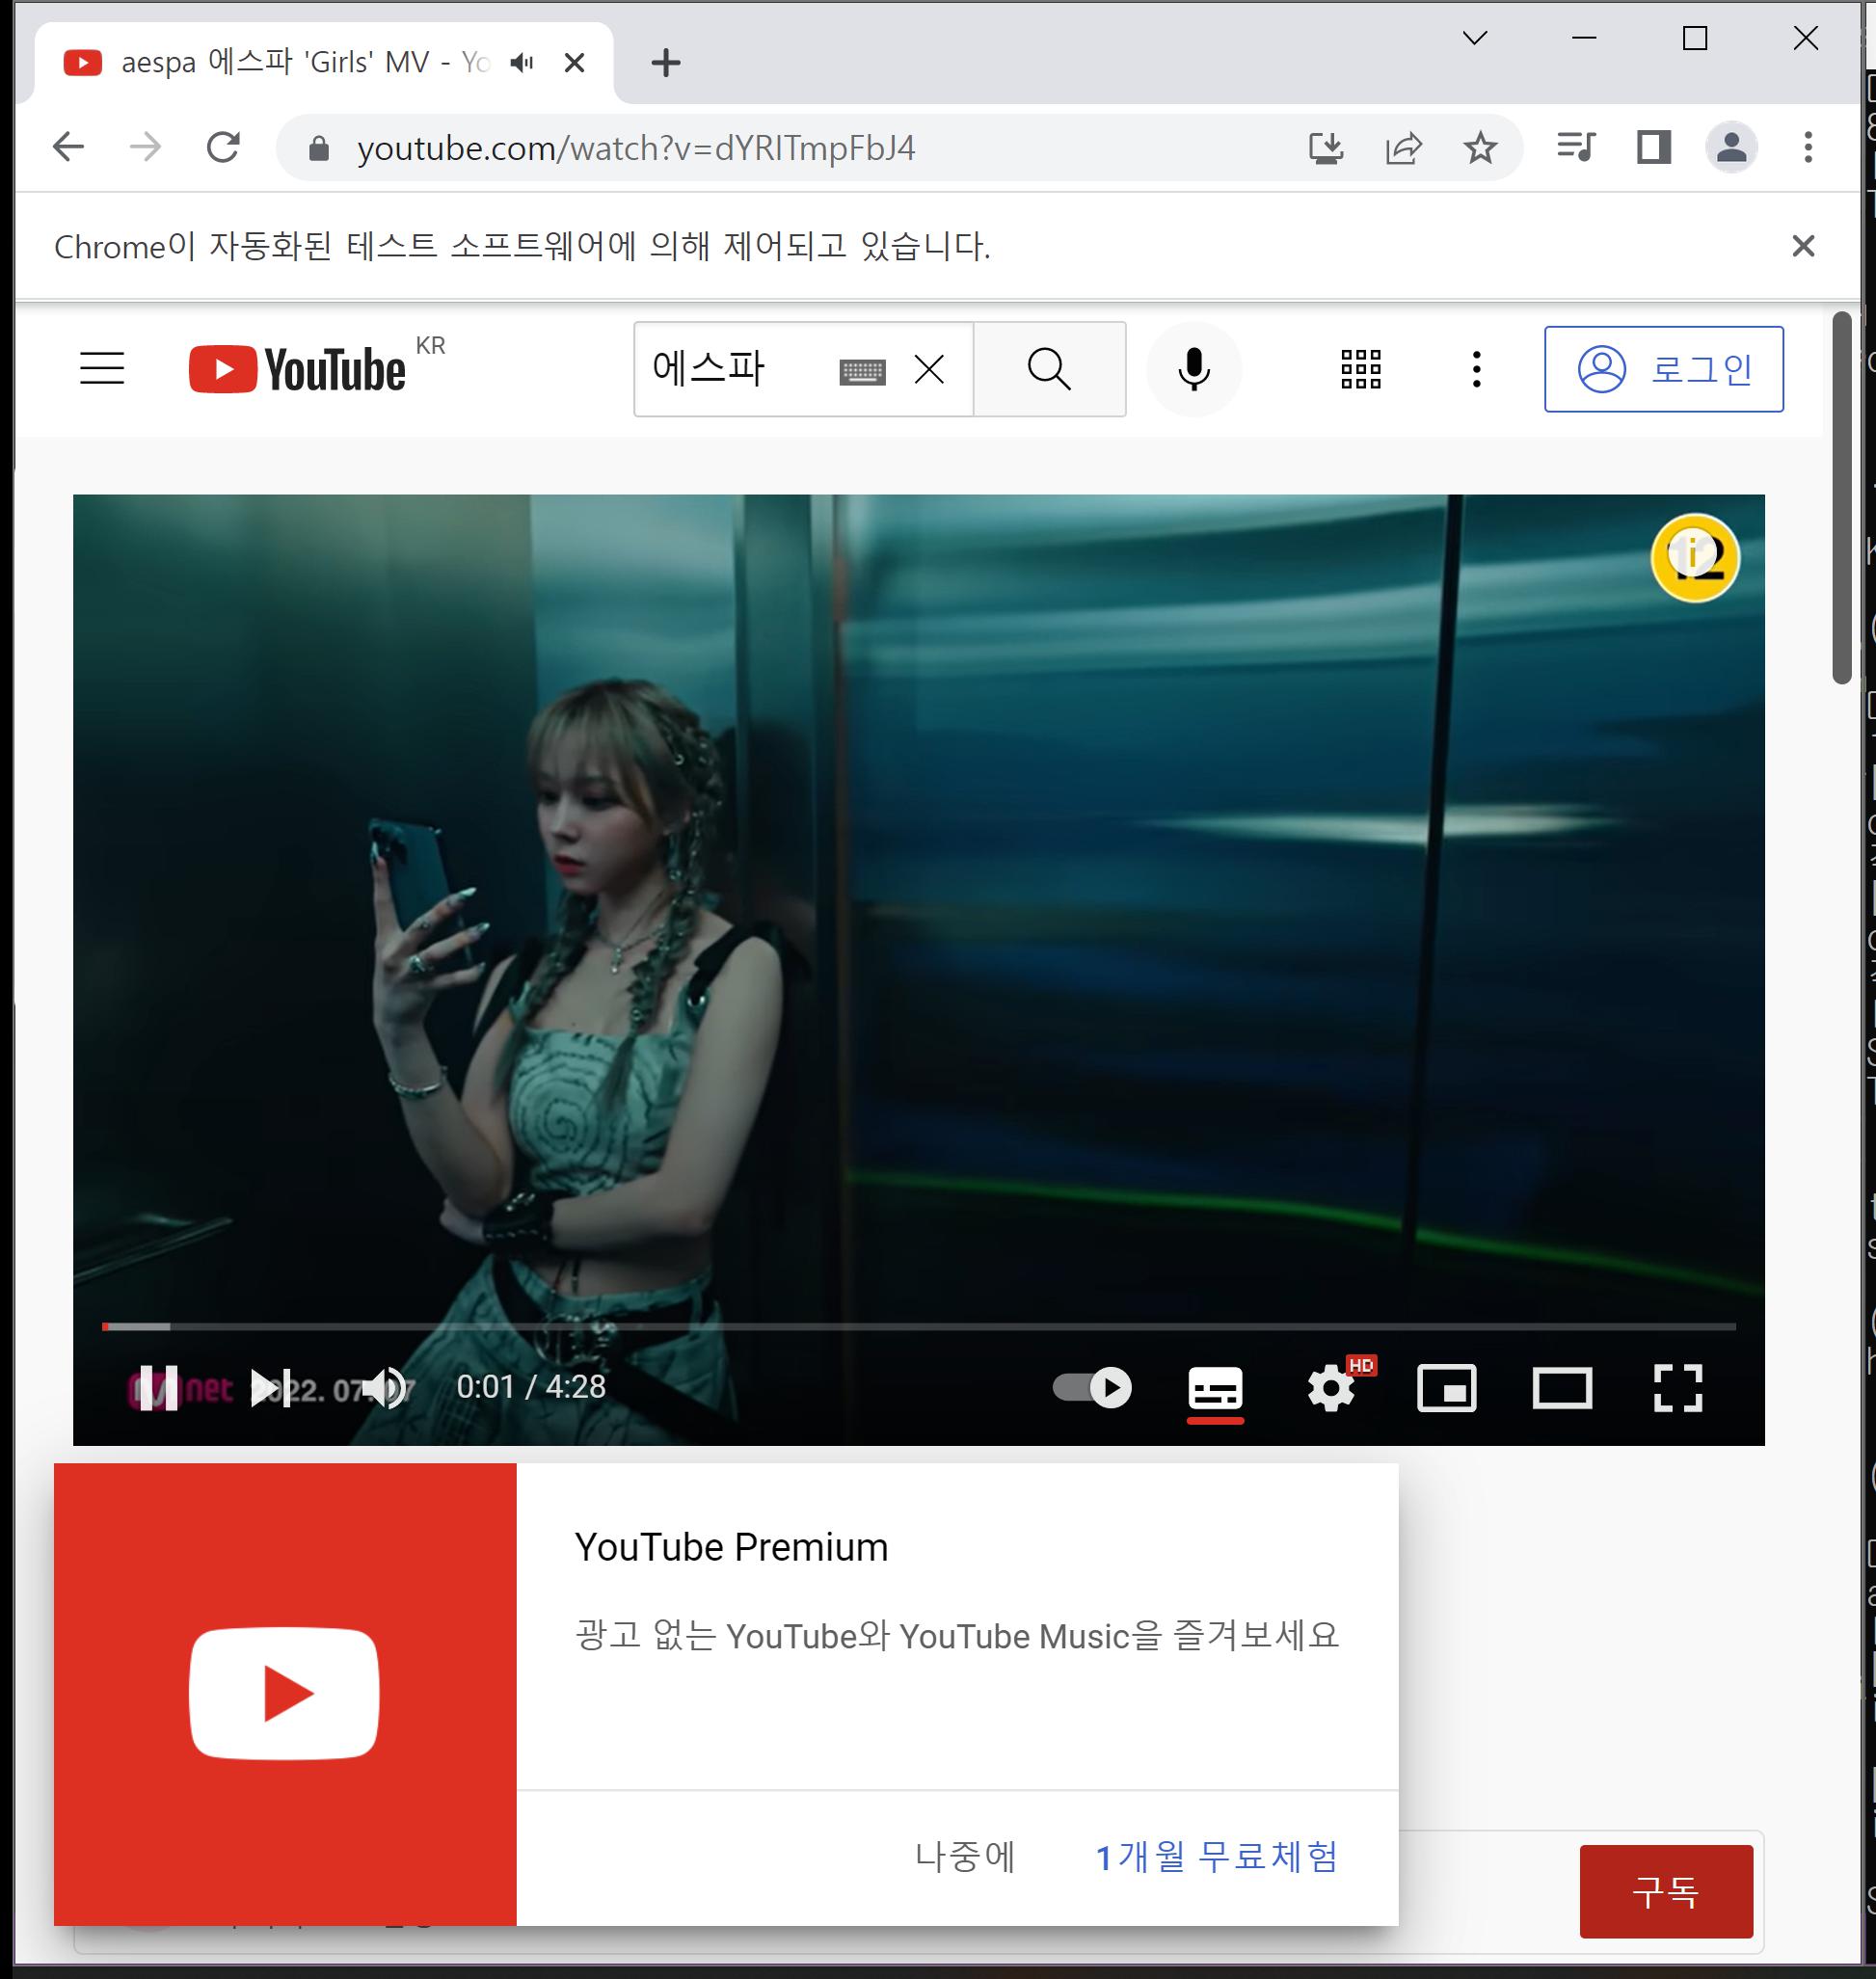 aespa 에스파 'Girls' MV - Yo
youtube.com/watch?v=dYRITmpFbJ4
Chrome이 자동화된 테스트 소프트웨어에 의해 제어되고 있습니다.
YouTube KR
에스파
로그인
12
i
M net 2022. 07. 07
0:01 / 4:28
HD
YouTube Premium
광고 없는 YouTube와 YouTube Music을 즐겨보세요
나중에
1개월 무료체험
구독